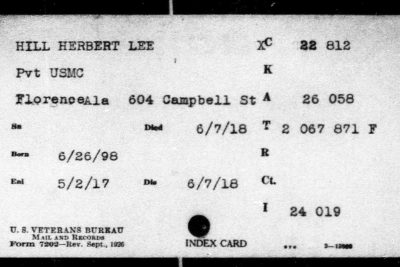 HILL HERBERT LEE XC 22 812
Pvt USMC K
Florence Ala 604 Campbell St A 26 058
Sn Died 6/7/18 T 2 067 871 F
Born 6/26/98 R
Enl 5/2/17 Dis 6/7/18 Ct.
I 24 019
U. S. VETERANS BUREAU
MAIL AND RECORDS
Form 7202—Rev. Sept., 1926 INDEX CARD